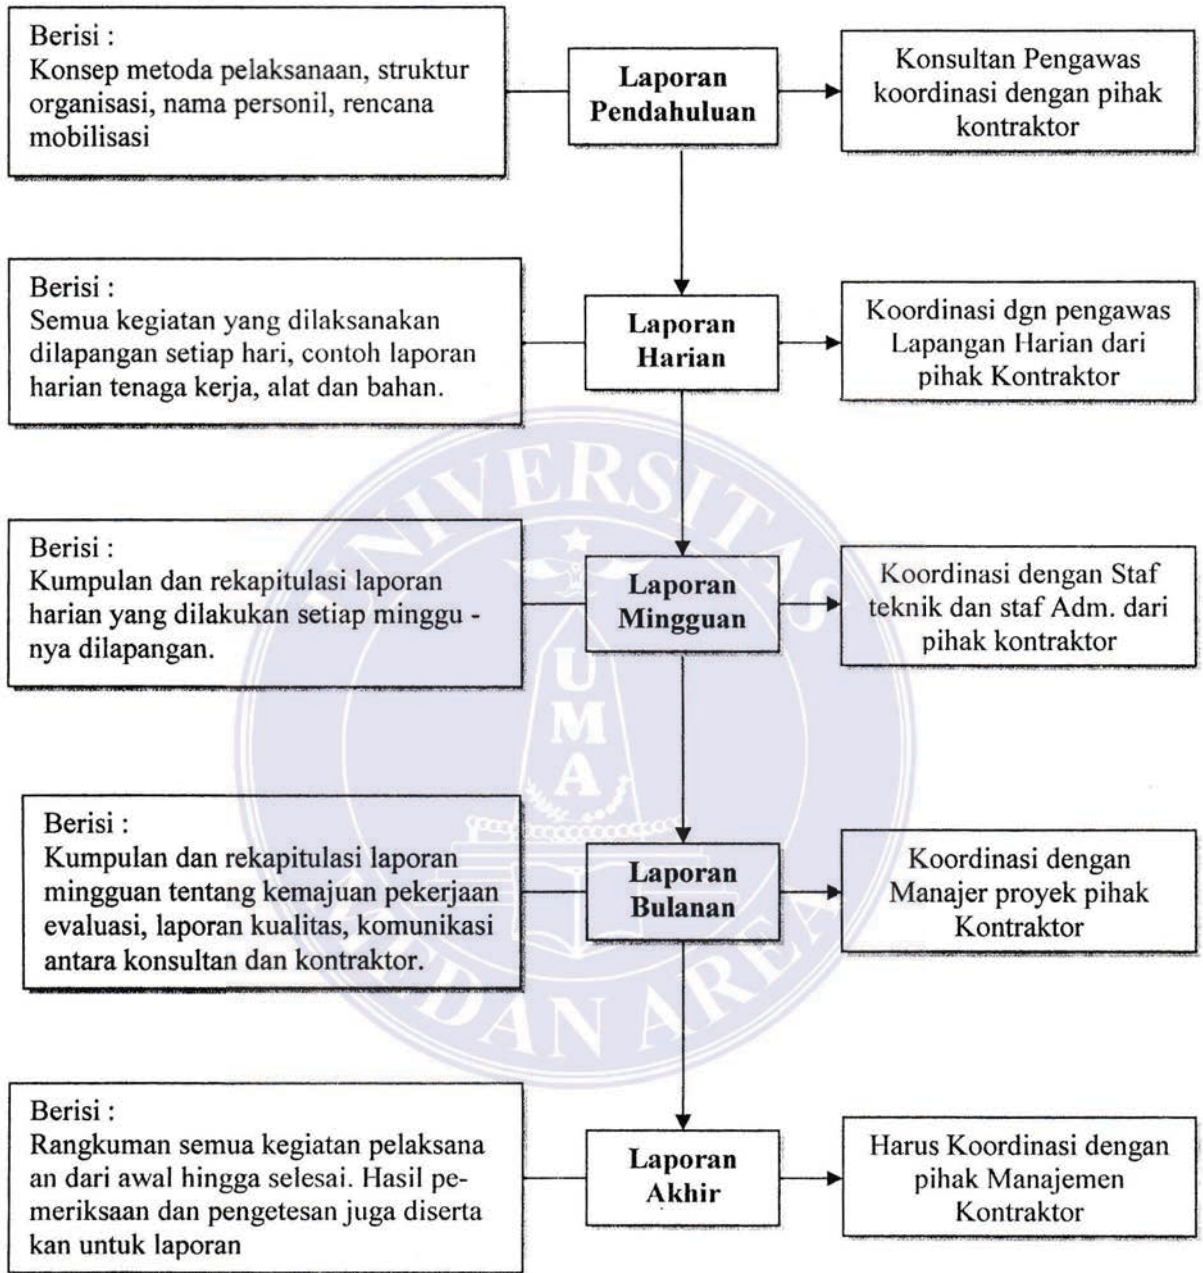 Berisi :
Konsep metoda pelaksanaan, struktur
organisasi, nama personil, rencana
mobilisasi
Laporan
Pendahuluan
Konsultan Pengawas
koordinasi dengan pihak
kontraktor
Berisi :
Semua kegiatan yang dilaksanakan
dilapangan setiap hari, contoh laporan
harian tenaga kerja, alat dan bahan.
Laporan
Harian
Koordinasi dgn pengawas
Lapangan Harian dari
pihak Kontraktor
Berisi :
Kumpulan dan rekapitulasi laporan
harian yang dilakukan setiap minggu -
nya dilapangan.
Laporan
Mingguan
Koordinasi dengan Staf
teknik dan staf Adm. dari
pihak kontraktor
Berisi :
Kumpulan dan rekapitulasi laporan
mingguan tentang kemajuan pekerjaan
evaluasi, laporan kualitas, komunikasi
antara konsultan dan kontraktor.
Laporan
Bulanan
Koordinasi dengan
Manajer proyek pihak
Kontraktor
Berisi :
Rangkuman semua kegiatan pelaksana
an dari awal hingga selesai. Hasil pe-
meriksaan dan pengetesan juga diserta
kan untuk laporan
Laporan
Akhir
Harus Koordinasi dengan
pihak Manajemen
Kontraktor
UNIVERSITAS
UMA
MEDAN AREA